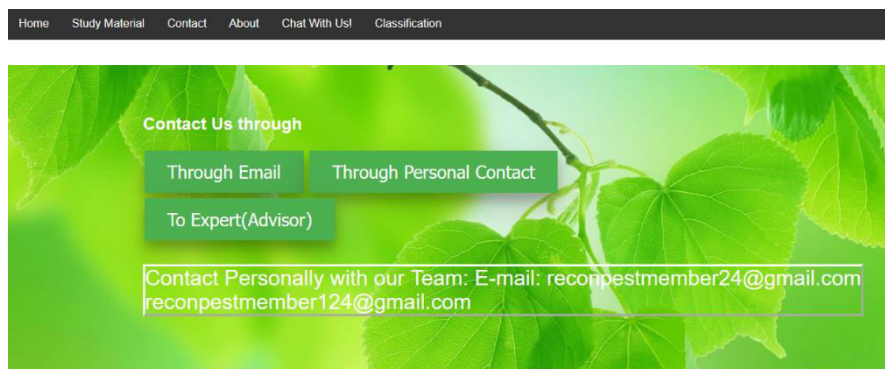 Home Study Material Contact About Chat With Us! Classification
Contact Us through
Through Email Through Personal Contact
To Expert(Advisor)
Contact Personally with our Team: E-mail: reconpestmember24@gmail.com
reconpestmember124@gmail.com